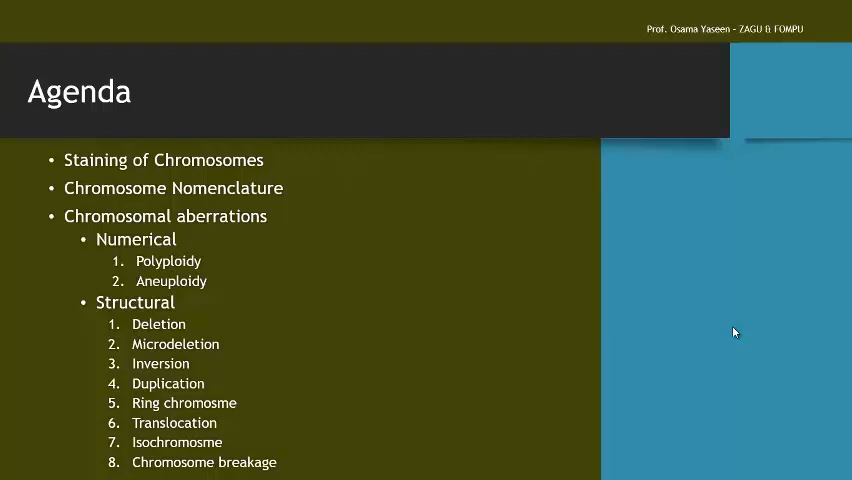 Prof. Osama Yaseen – ZAGU & FOMPU
Agenda
• Staining of Chromosomes
• Chromosome Nomenclature
• Chromosomal aberrations
• Numerical
1. Polyploidy
2. Aneuploidy
• Structural
1. Deletion
2. Microdeletion
3. Inversion
4. Duplication
5. Ring chromosme
6. Translocation
7. Isochromosme
8. Chromosome breakage